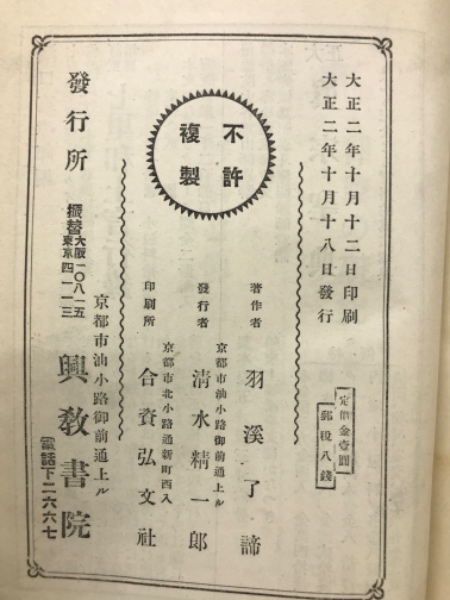 大正二年十月十二日印刷
大正二年十月十八日發行
定價金壹圓
郵稅八錢
不許
複製
著作者 羽溪了諦
京都市油小路御前通上ル
發行者 清水精一郎
京都市北小路通新町西入
印刷所 合資弘文社
京都市油小路御前通上ル
發行所 興教書院
振替
大阪一〇八一五
東京四一一三
電話下二六六七